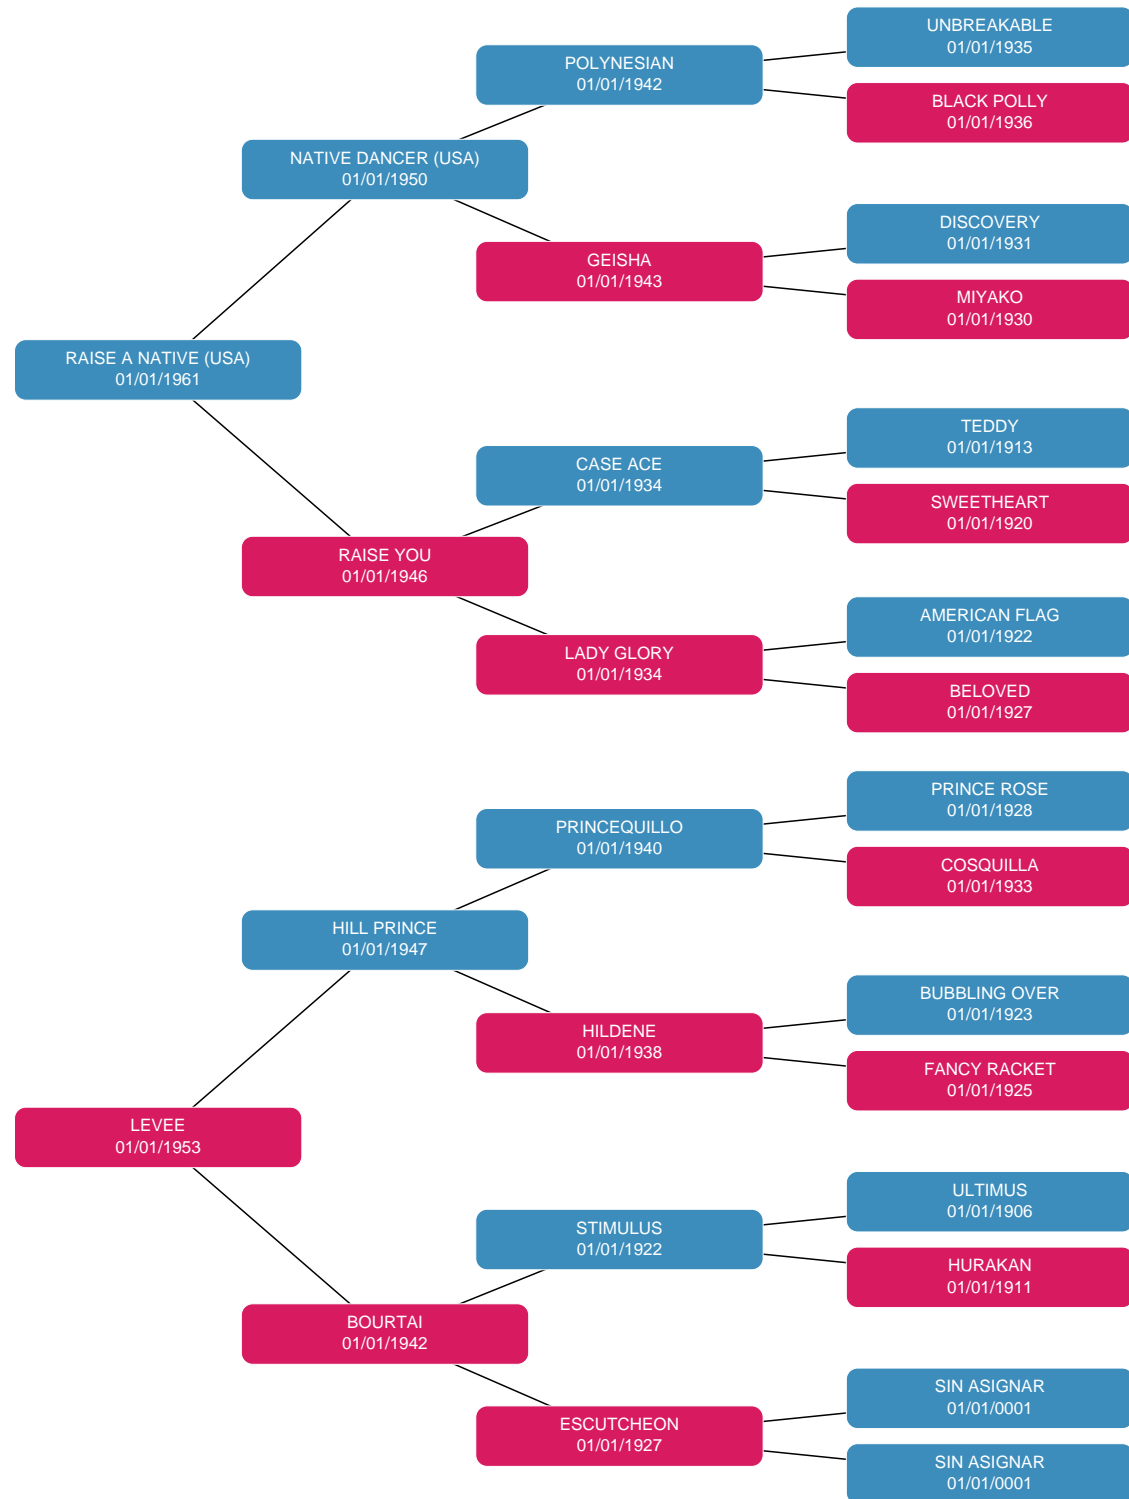 UNBREAKABLE
01/01/1935
POLYNESIAN
01/01/1942
BLACK POLLY
01/01/1936
NATIVE DANCER (USA)
01/01/1950
DISCOVERY
01/01/1931
GEISHA
01/01/1943
MIYAKO
01/01/1930
RAISE A NATIVE (USA)
01/01/1961
TEDDY
01/01/1913
CASE ACE
01/01/1934
SWEETHEART
01/01/1920
RAISE YOU
01/01/1946
AMERICAN FLAG
01/01/1922
LADY GLORY
01/01/1934
BELOVED
01/01/1927
PRINCE ROSE
01/01/1928
PRINCEQUILLO
01/01/1940
COSQUILLA
01/01/1933
HILL PRINCE
01/01/1947
BUBBLING OVER
01/01/1923
HILDENE
01/01/1938
FANCY RACKET
01/01/1925
LEVEE
01/01/1953
ULTIMUS
01/01/1906
STIMULUS
01/01/1922
HURAKAN
01/01/1911
BOURTAI
01/01/1942
SIN ASIGNAR
01/01/0001
ESCUTCHEON
01/01/1927
SIN ASIGNAR
01/01/0001